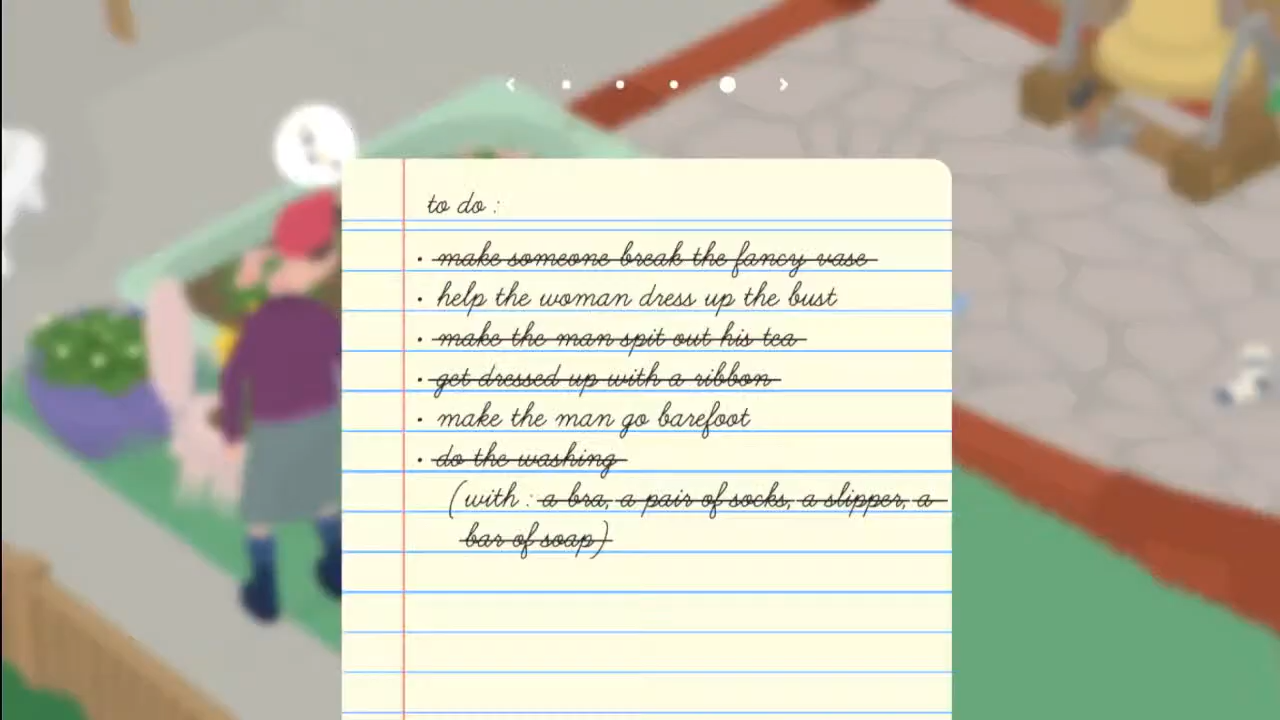 to do :
• make someone break the fancy vase
• help the woman dress up the bust
• make the man spit out his tea
• get dressed up with a ribbon
• make the man go barefoot
• do the washing
(with : a bra, a pair of socks, a slipper, a
bar of soap)